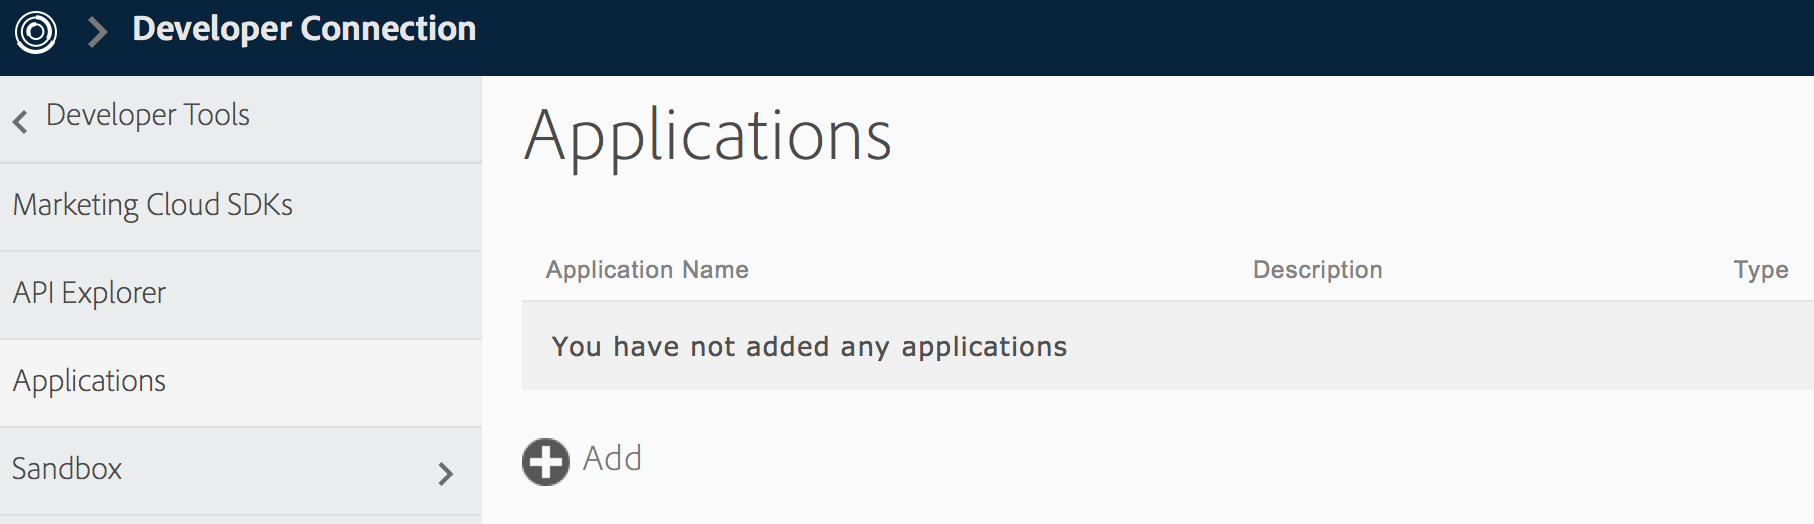 Developer Connection
Developer Tools
Marketing Cloud SDKs
API Explorer
Applications
Sandbox
Applications
Application Name Description Type
You have not added any applications
Add